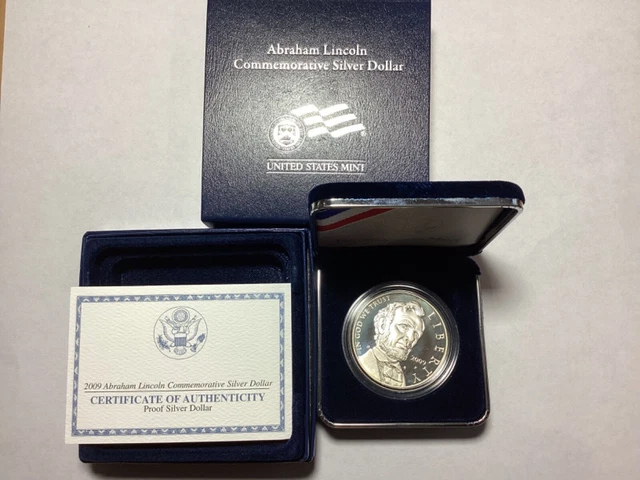 Abraham Lincoln
Commemorative Silver Dollar
UNITED STATES MINT
IN GOD WE TRUST
LIBERTY
2009
2009 Abraham Lincoln Commemorative Silver Dollar
CERTIFICATE OF AUTHENTICITY
Proof Silver Dollar